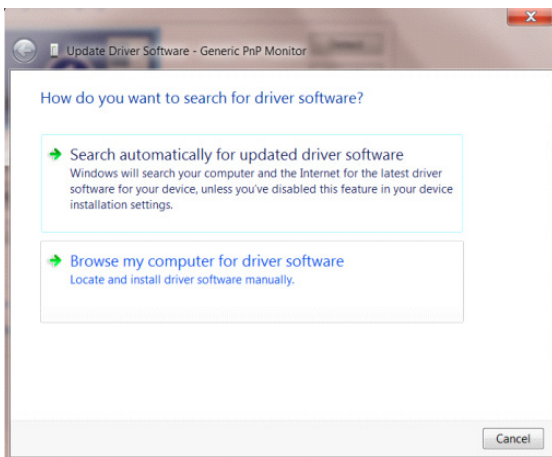 Update Driver Software - Generic PnP Monitor
How do you want to search for driver software?
Search automatically for updated driver software
Windows will search your computer and the Internet for the latest driver
software for your device, unless you've disabled this feature in your device
installation settings.
Browse my computer for driver software
Locate and install driver software manually.
Cancel